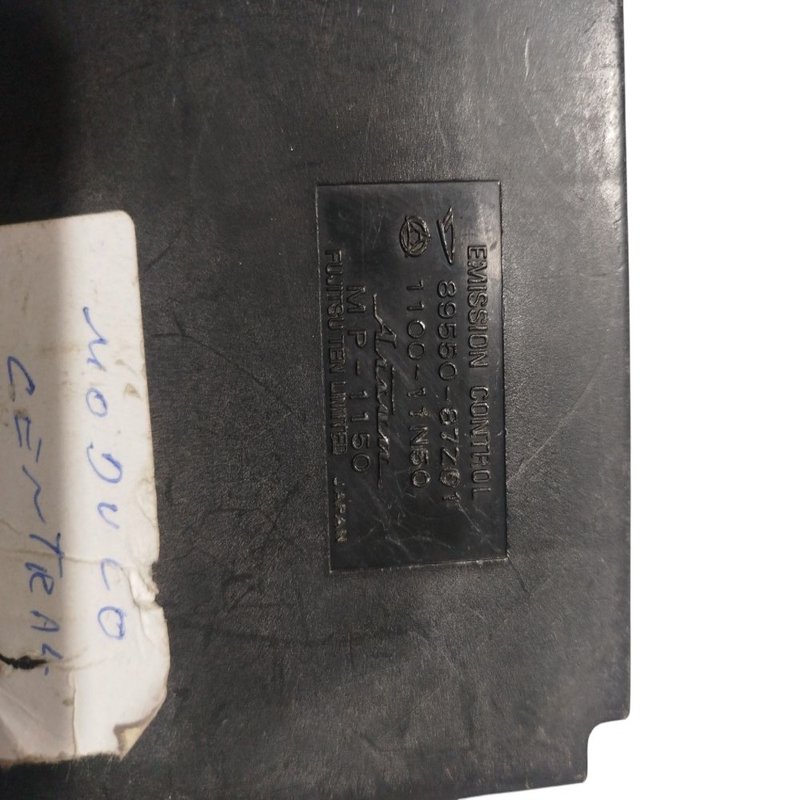 EMISSION CONTROL
89550-87Z01
1100-11N50
MP-1150
FUJITSU TEN LIMITED JAPAN
MODULO
CENTRAL